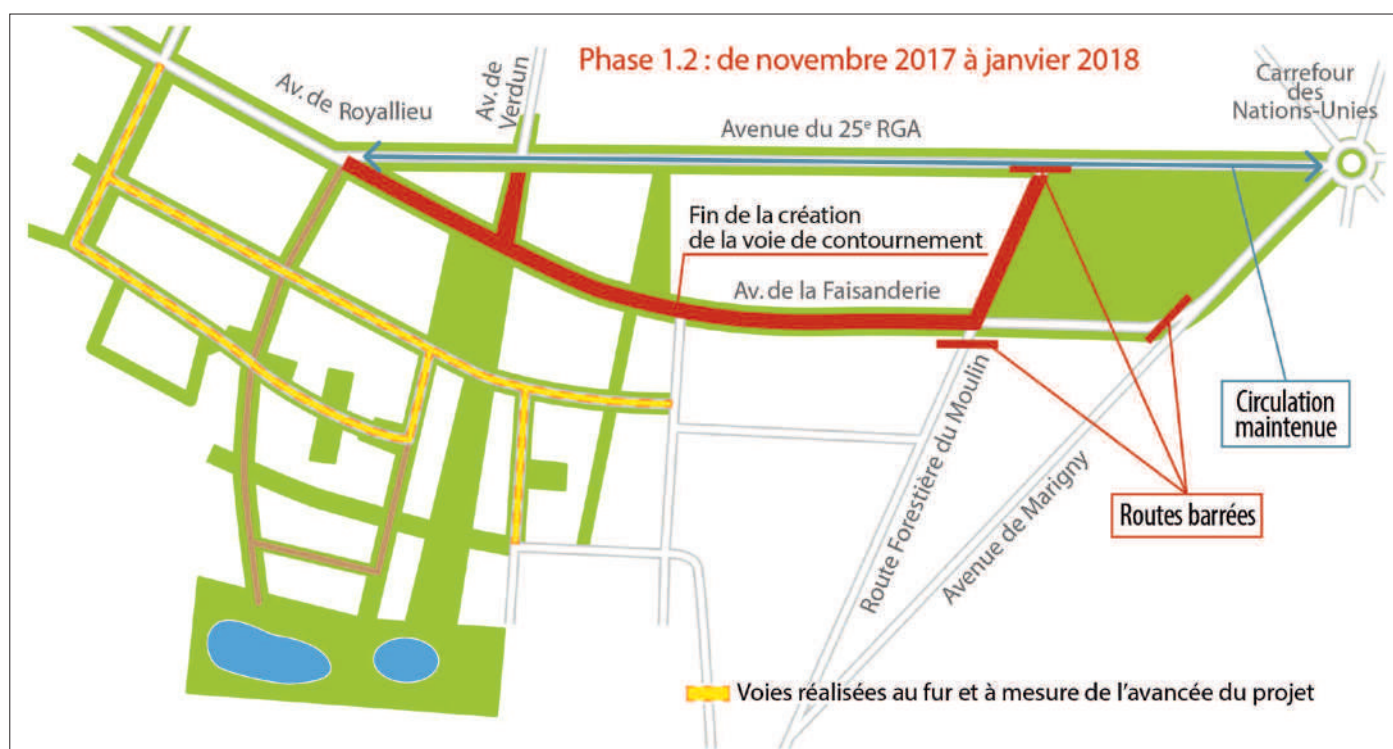 Phase 1.2 : de novembre 2017 à janvier 2018
Carrefour
des
Nations-Unies
Av. de Royallieu
Av. de
Verdun
Avenue du 25e RGA
Fin de la création
de la voie de contournement
Av. de la Faisanderie
Route Forestière du Moulin
Avenue de Marigny
Circulation
maintenue
Routes barrées
Voies réalisées au fur et à mesure de l'avancée du projet